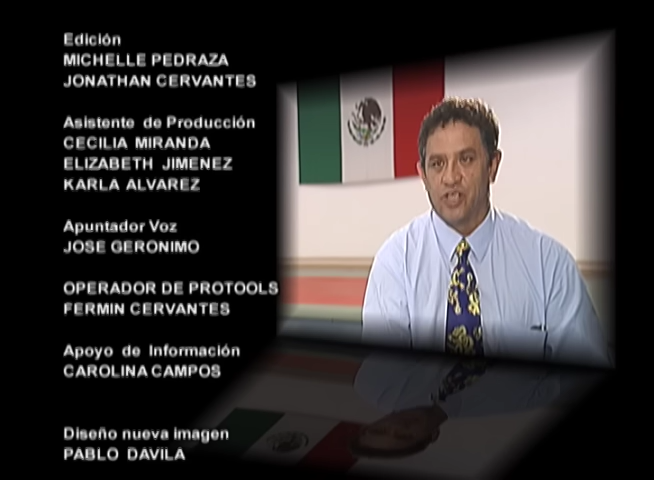 Edición
MICHELLE PEDRAZA
JONATHAN CERVANTES
Asistente de Producción
CECILIA MIRANDA
ELIZABETH JIMENEZ
KARLA ALVAREZ
Apuntador Voz
JOSE GERONIMO
OPERADOR DE PROTOOLS
FERMIN CERVANTES
Apoyo de Información
CAROLINA CAMPOS
Diseño nueva imagen
PABLO DAVILA